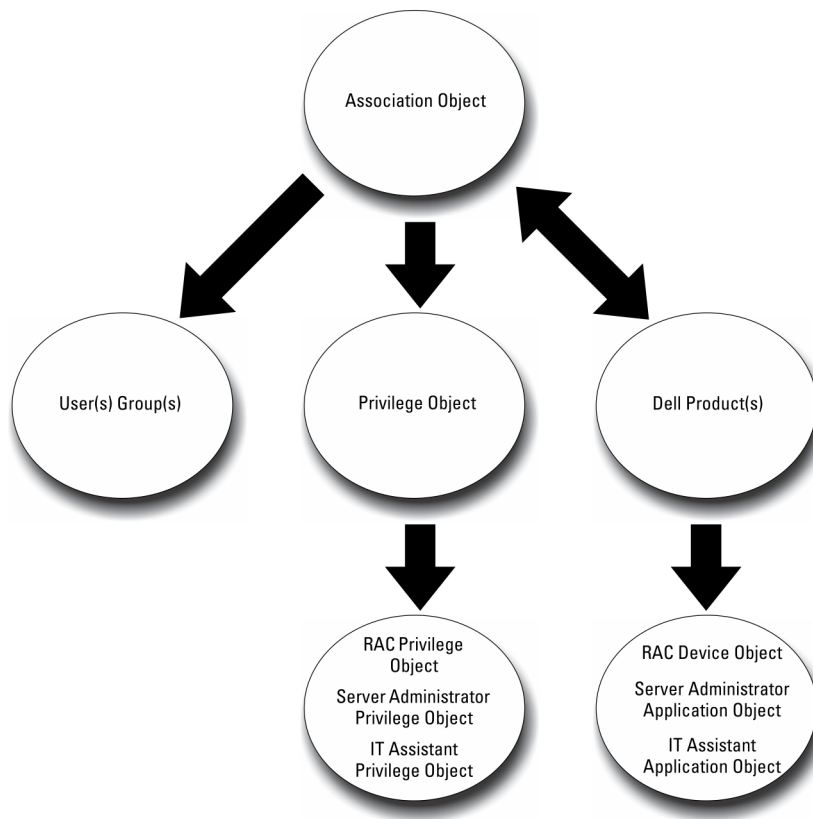 Association Object
User(s) Group(s)
Privilege Object
Dell Product(s)
RAC Privilege
Object
Server Administrator
Privilege Object
IT Assistant
Privilege Object
RAC Device Object
Server Administrator
Application Object
IT Assistant
Application Object